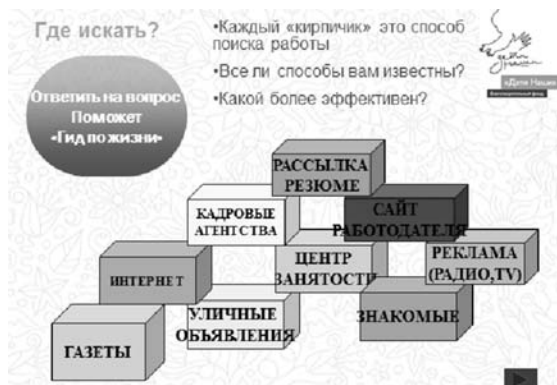 Где искать?
•Каждый «кирпичик» это способ
поиска работы
•Все ли способы вам известны?
•Какой более эффективен?
Ответить на вопрос
Поможет
«Гид по жизни»
«Дети Наши»
РАССЫЛКА
РЕЗЮМЕ
КАДРОВЫЕ
АГЕНТСТВА
САЙТ
РАБОТОДАТЕЛЯ
ИНТЕРНЕТ
ЦЕНТР
ЗАНЯТОСТИ
РЕКЛАМА
(РАДИО,TV)
ГАЗЕТЫ
УЛИЧНЫЕ
ОБЪЯВЛЕНИЯ
ЗНАКОМЫЕ